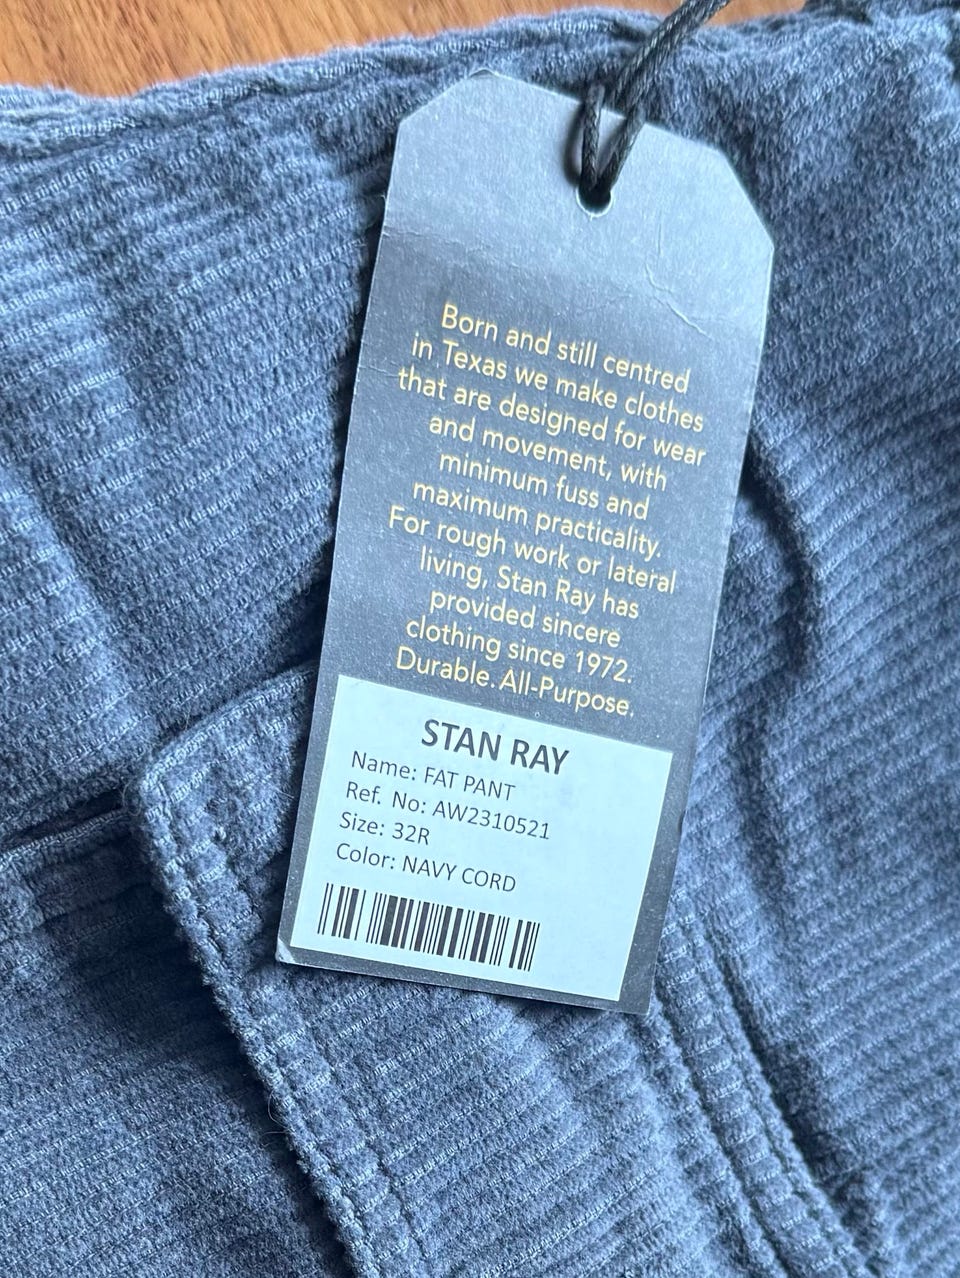 Born and still centred
in Texas we make clothes
that are designed for wear
and movement, with
minimum fuss and
maximum practicality.
For rough work or lateral
living, Stan Ray has
provided sincere
clothing since 1972.
Durable. All-Purpose.
STAN RAY
Name: FAT PANT
Ref. No: AW2310521
Size: 32R
Color: NAVY CORD